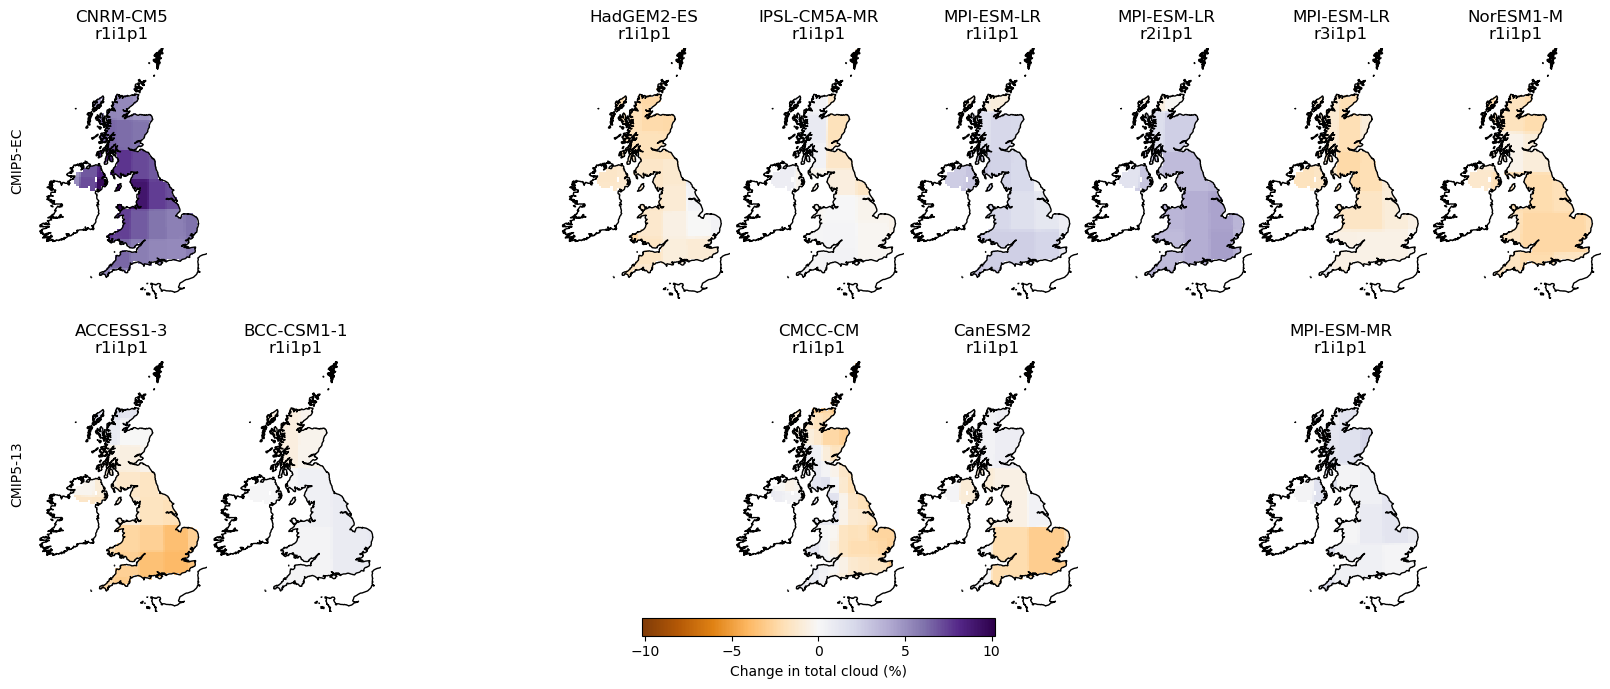 CNRM-CM5
r1i1p1
HadGEM2-ES
r1i1p1
IPSL-CM5A-MR
r1i1p1
MPI-ESM-LR
r1i1p1
MPI-ESM-LR
r2i1p1
MPI-ESM-LR
r3i1p1
NorESM1-M
r1i1p1
CMIP5-EC
ACCESS1-3
r1i1p1
BCC-CSM1-1
r1i1p1
CMCC-CM
r1i1p1
CanESM2
r1i1p1
MPI-ESM-MR
r1i1p1
CMIP5-13
−10 −5 0 5 10
Change in total cloud (%)